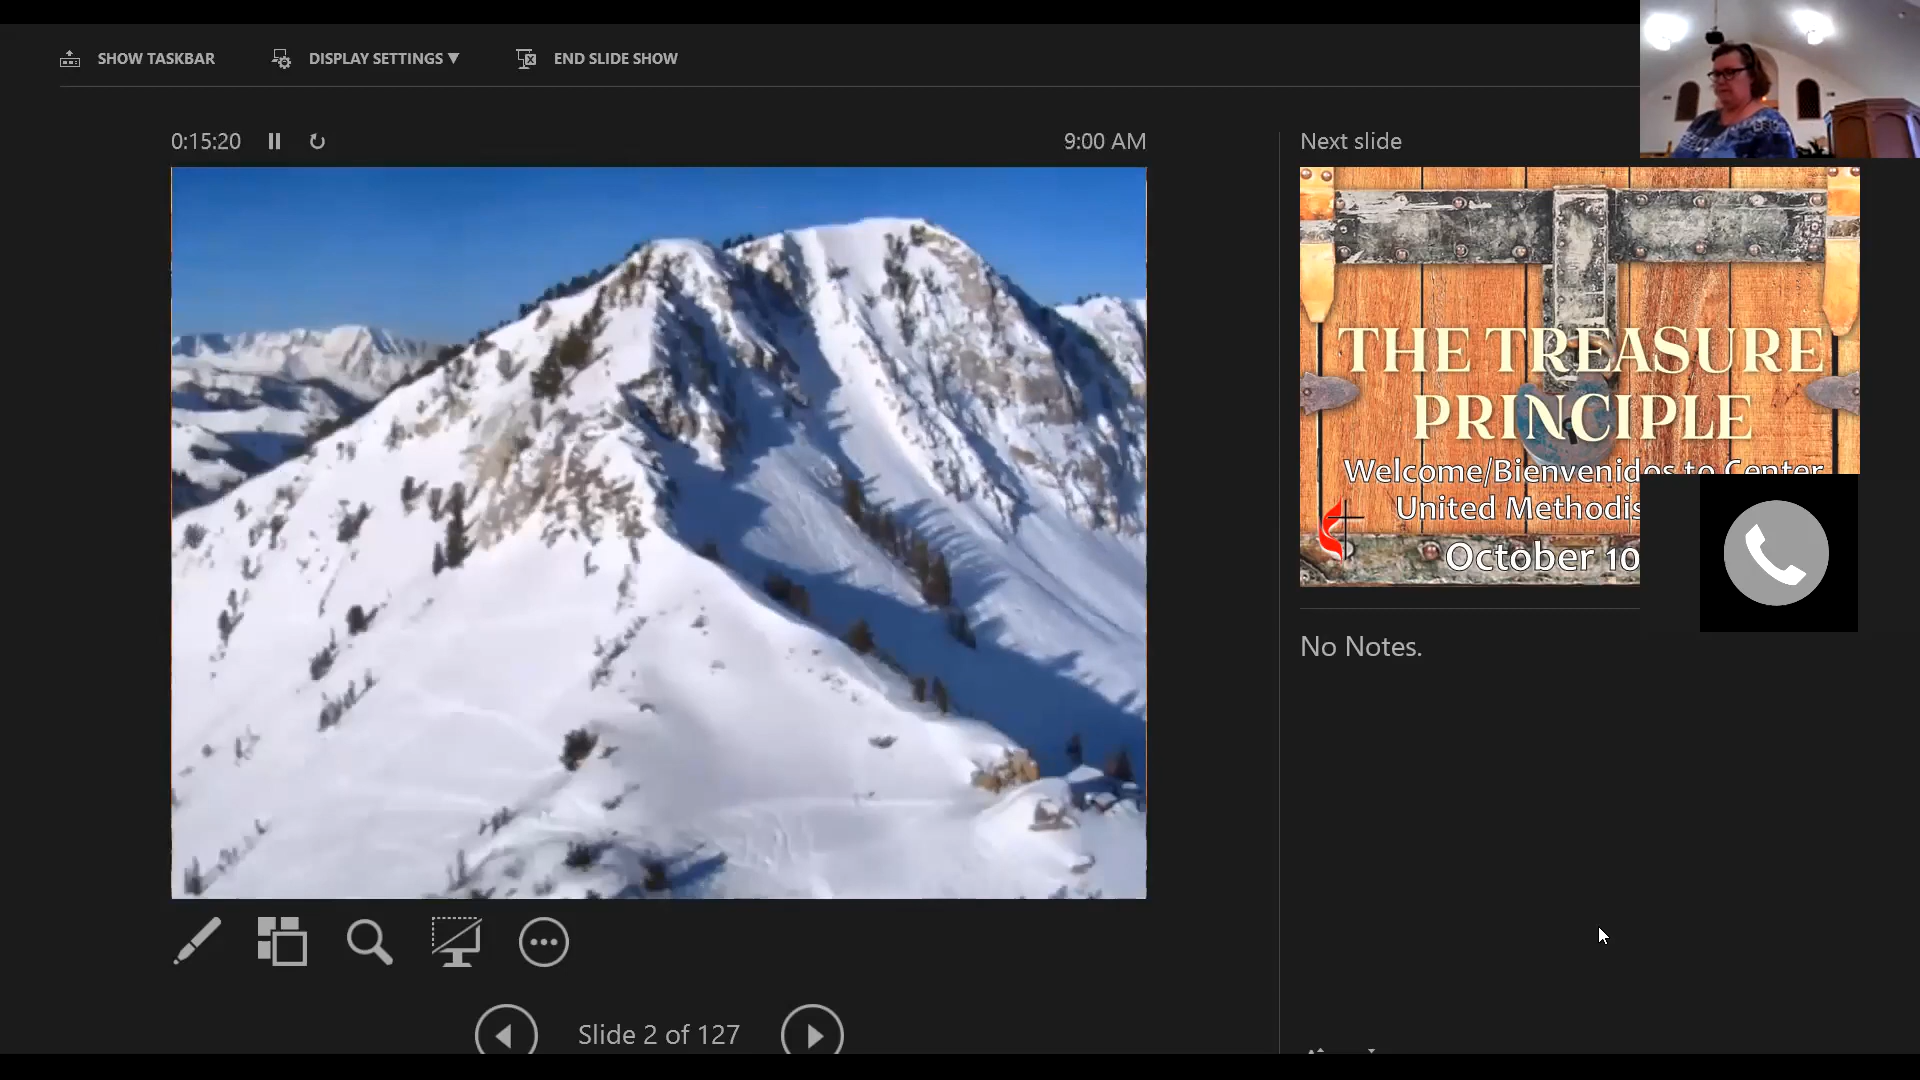 SHOW TASKBAR
DISPLAY SETTINGS ▼
END SLIDE SHOW
0:15:20
9:00 AM
Next slide
THE TREASURE
PRINCIPLE
Welcome/Bienvenidos to Center
United Methodis
October 10
No Notes.
Slide 2 of 127